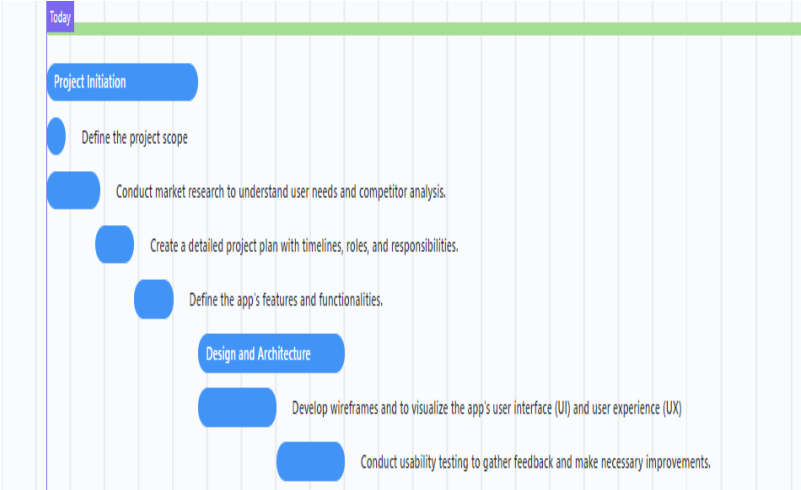 Today
Project Initiation
Define the project scope
Conduct market research to understand user needs and competitor analysis.
Create a detailed project plan with timelines, roles, and responsibilities.
Define the app's features and functionalities.
Design and Architecture
Develop wireframes and to visualize the app's user interface (UI) and user experience (UX)
Conduct usability testing to gather feedback and make necessary improvements.